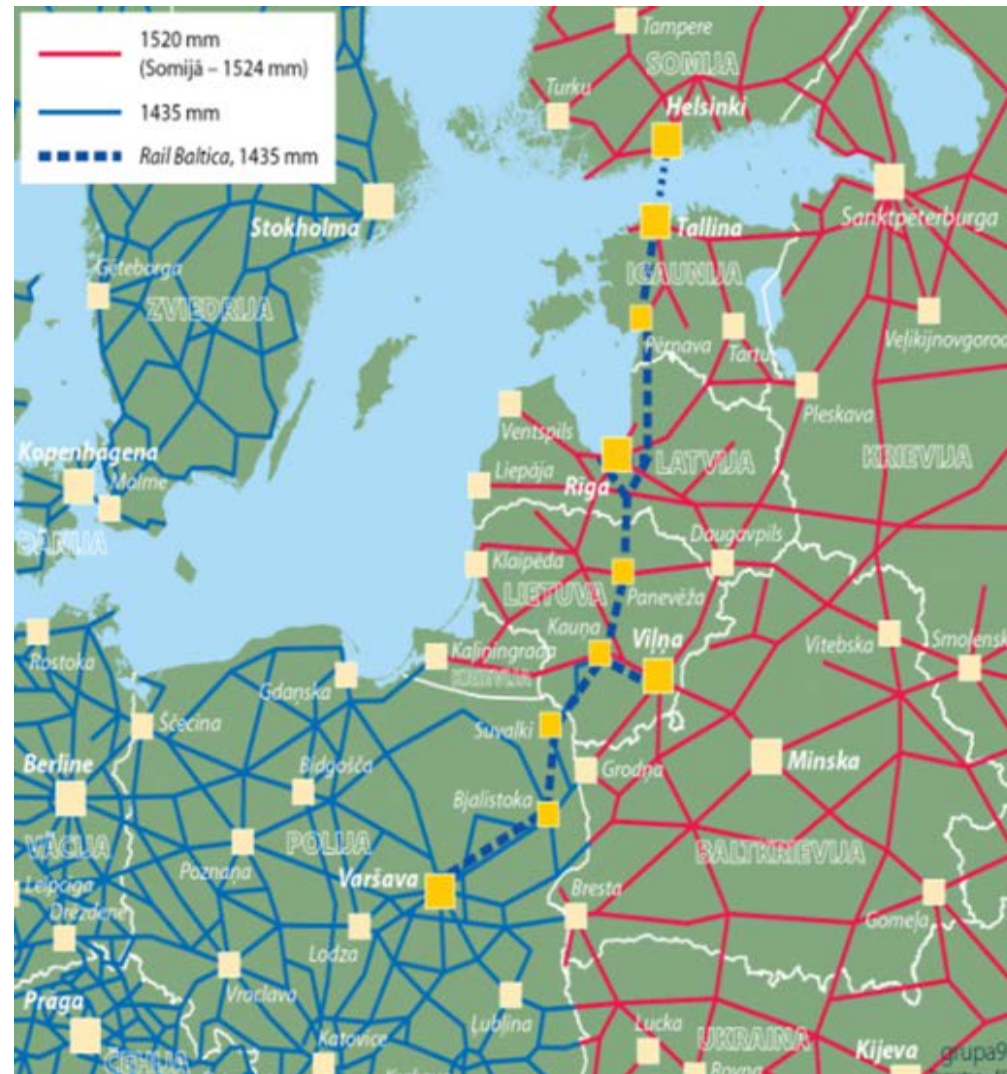 1520 mm
(Somijā – 1524 mm)
1435 mm
Rail Baltica, 1435 mm
Tampere
SOMIJA
Turku
Helsinki
Stokholma
Tallina
Sanktpēterburga
Gēteborga
IGAUNIJA
ZVIEDRIJA
Pērnava
Tartu
Veļikijnovgoroda
Pleskava
Ventspils
Kopenhāgena
Malme
Liepāja
Rīga
LATVIJA
KRIEVIJA
DĀNIJA
Daugavpils
Klaipēda
LIETUVA
Panevēža
Kauņa
Viļņa
Vitebska
Smoļensk
Rostoka
Kaļiņingrada
KRIEVIJA
Gdaņska
Ščecina
Suvalki
Berlīne
Bidgošča
Grodņa
Minska
Bjalistoka
VĀCIJA
POLIJA
BALTKRIEVIJA
Poznaņa
Varšava
Leipciga
Bresta
Drēzdene
Lodza
Gomeļa
Vroclava
Prāga
Ļubļina
Lucka
UKRAINA
Katovice
Kijeva
ČEHIJA
grupa9